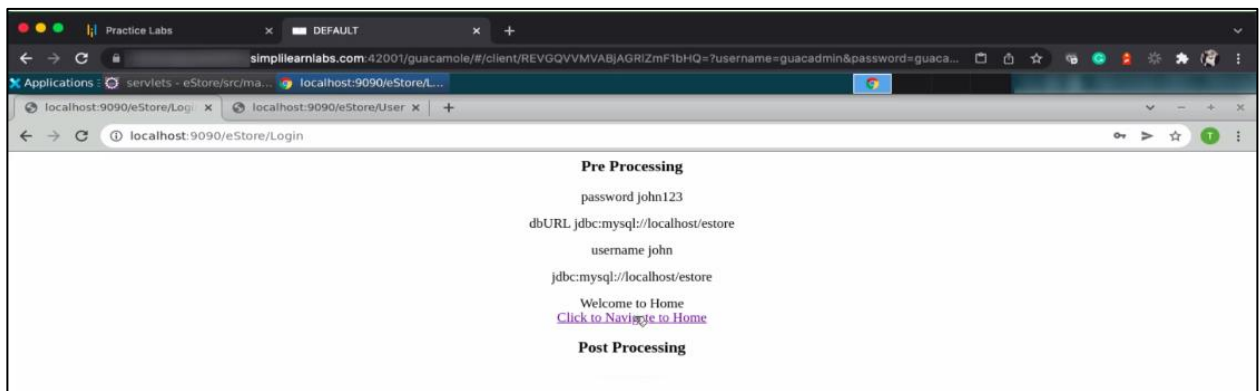 Practice Labs
DEFAULT
simplilearnlabs.com:42001/guacamole/#/client/REVGQVVMVABjAGRIZmF1bHQ=?username=guacadmin&password=guaca...
Applications
servlets - eStore/src/ma...
localhost:9090/eStore/L...
localhost:9090/eStore/Logi
localhost:9090/eStore/User
localhost:9090/eStore/Login
T
Pre Processing
password john123
dbURL jdbc:mysql://localhost/estore
username john
jdbc:mysql://localhost/estore
Welcome to Home
Click to Navigate to Home
Post Processing